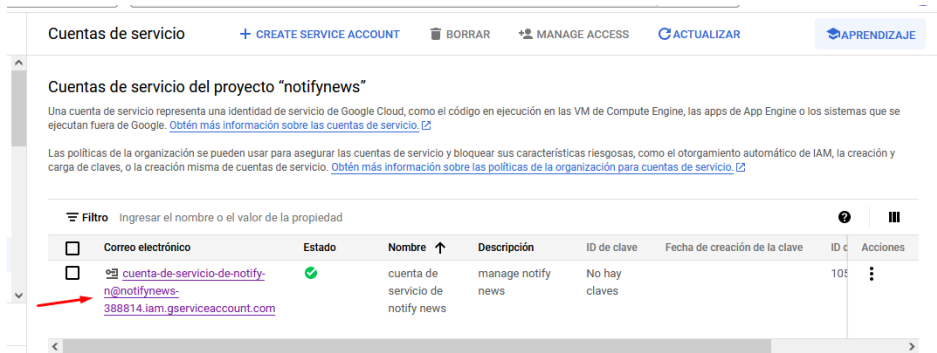 Cuentas de servicio + CREATE SERVICE ACCOUNT BORRAR MANAGE ACCESS ACTUALIZAR APRENDIZAJE
Cuentas de servicio del proyecto “notifynews”
Una cuenta de servicio representa una identidad de servicio de Google Cloud, como el código en ejecución en las VM de Compute Engine, las apps de App Engine o los sistemas que se
ejecutan fuera de Google. Obtén más información sobre las cuentas de servicio.
Las políticas de la organización se pueden usar para asegurar las cuentas de servicio y bloquear sus características riesgosas, como el otorgamiento automático de IAM, la creación y
carga de claves, o la creación misma de cuentas de servicio. Obtén más información sobre las políticas de la organización para cuentas de servicio.
Filtro Ingresar el nombre o el valor de la propiedad
Correo electrónico Estado Nombre Descripción ID de clave Fecha de creación de la clave ID Acciones
cuenta-de-servicio-de-notify- cuenta de manage notify No hay 105
n@notifynews- servicio de news claves
388814.iam.gserviceaccount.com notify news